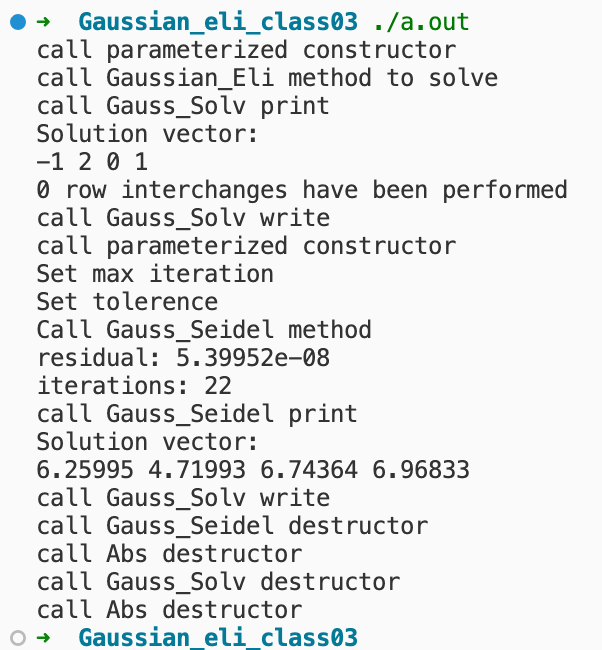 ➜ Gaussian_eli_class03 ./a.out
call parameterized constructor
call Gaussian_Eli method to solve
call Gauss_Solv print
Solution vector:
-1 2 0 1
0 row interchanges have been performed
call Gauss_Solv write
call parameterized constructor
Set max iteration
Set tolerence
Call Gauss_Seidel method
residual: 5.39952e-08
iterations: 22
call Gauss_Seidel print
Solution vector:
6.25995 4.71993 6.74364 6.96833
call Gauss_Solv write
call Gauss_Seidel destructor
call Abs destructor
call Gauss_Solv destructor
call Abs destructor
➜ Gaussian_eli_class03